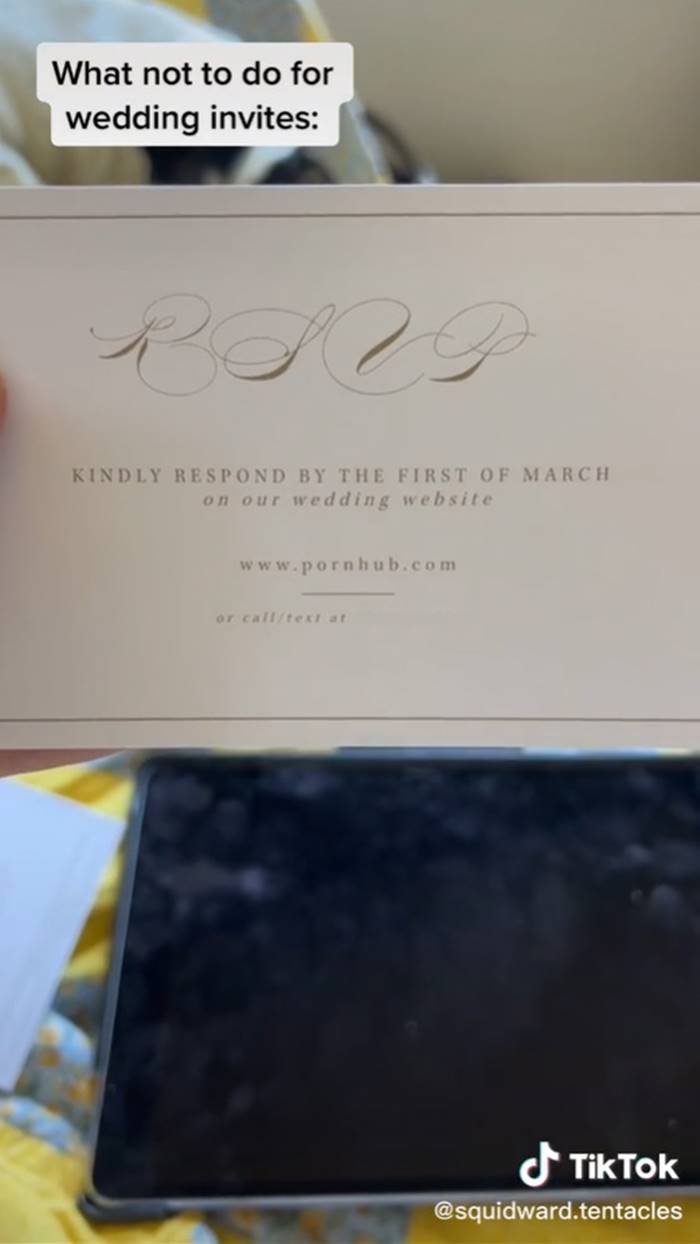 What not to do for
wedding invites:
RSVP
KINDLY RESPOND BY THE FIRST OF MARCH
on our wedding website
www.pornhub.com
or call/text at
TikTok
@squidward.tentacles